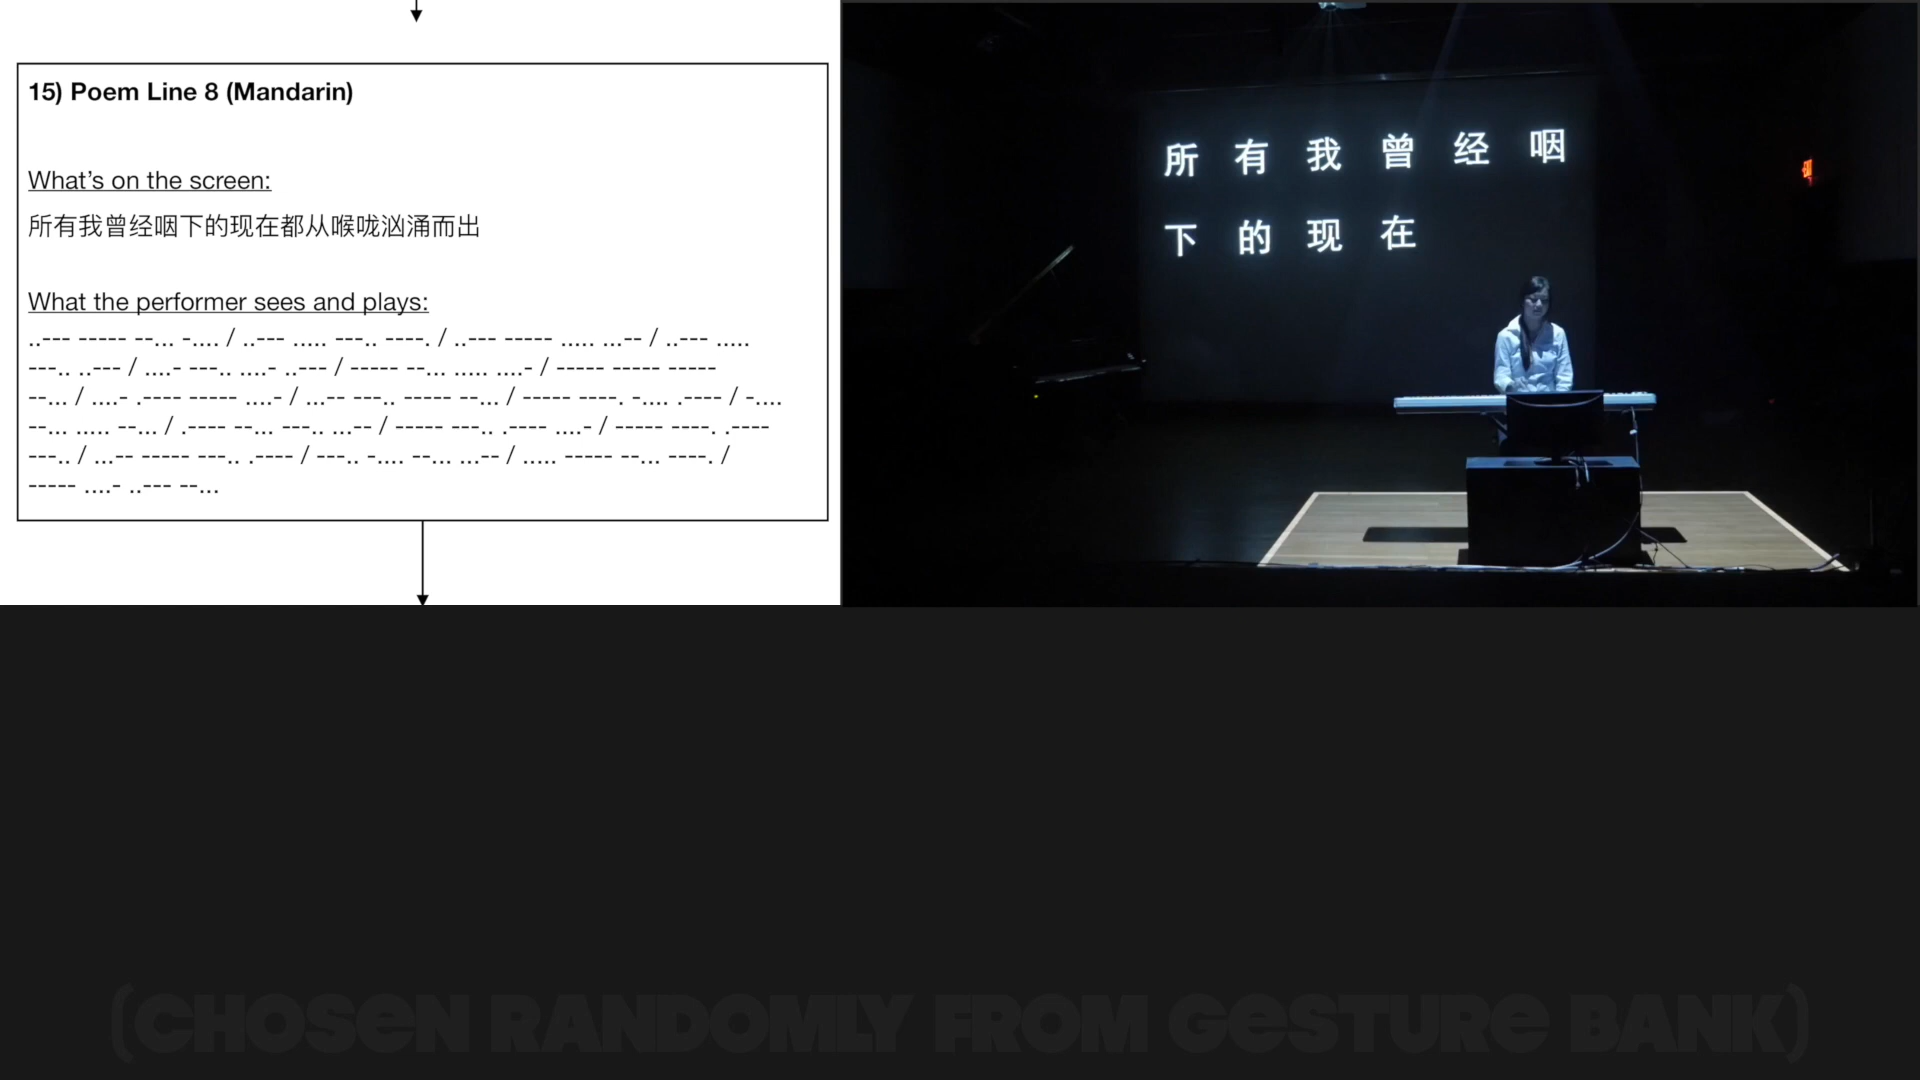 15) Poem Line 8 (Mandarin)
What's on the screen:
所有我曾经咽下的现在都从喉咙汹涌而出
What the performer sees and plays:
..--- ----- --... -.... / ..--- ..... ---.. ----. / ..--- ----- ..... ...-- / ..--- .....
---.. ..--- / ....- ---.. ....- ..--- / ----- --... ..... ....- / ----- ----- -----
--... / ....- .---- ----- ....- / ...-- ---.. ----- --... / ----- ----. -.... .---- / -....
--... ..... --... / .---- --... ---.. ...-- / ----- ---.. .---- ....- / ----- ----. .----
---.. / ...-- ----- ---.. .---- / ---.. -.... --... ...-- / ..... ----- --... ----. /
----- ....- ..--- --...
所有我曾经咽
下的现在
(CHOSEN RANDOMLY FROM GESTURE BANK)